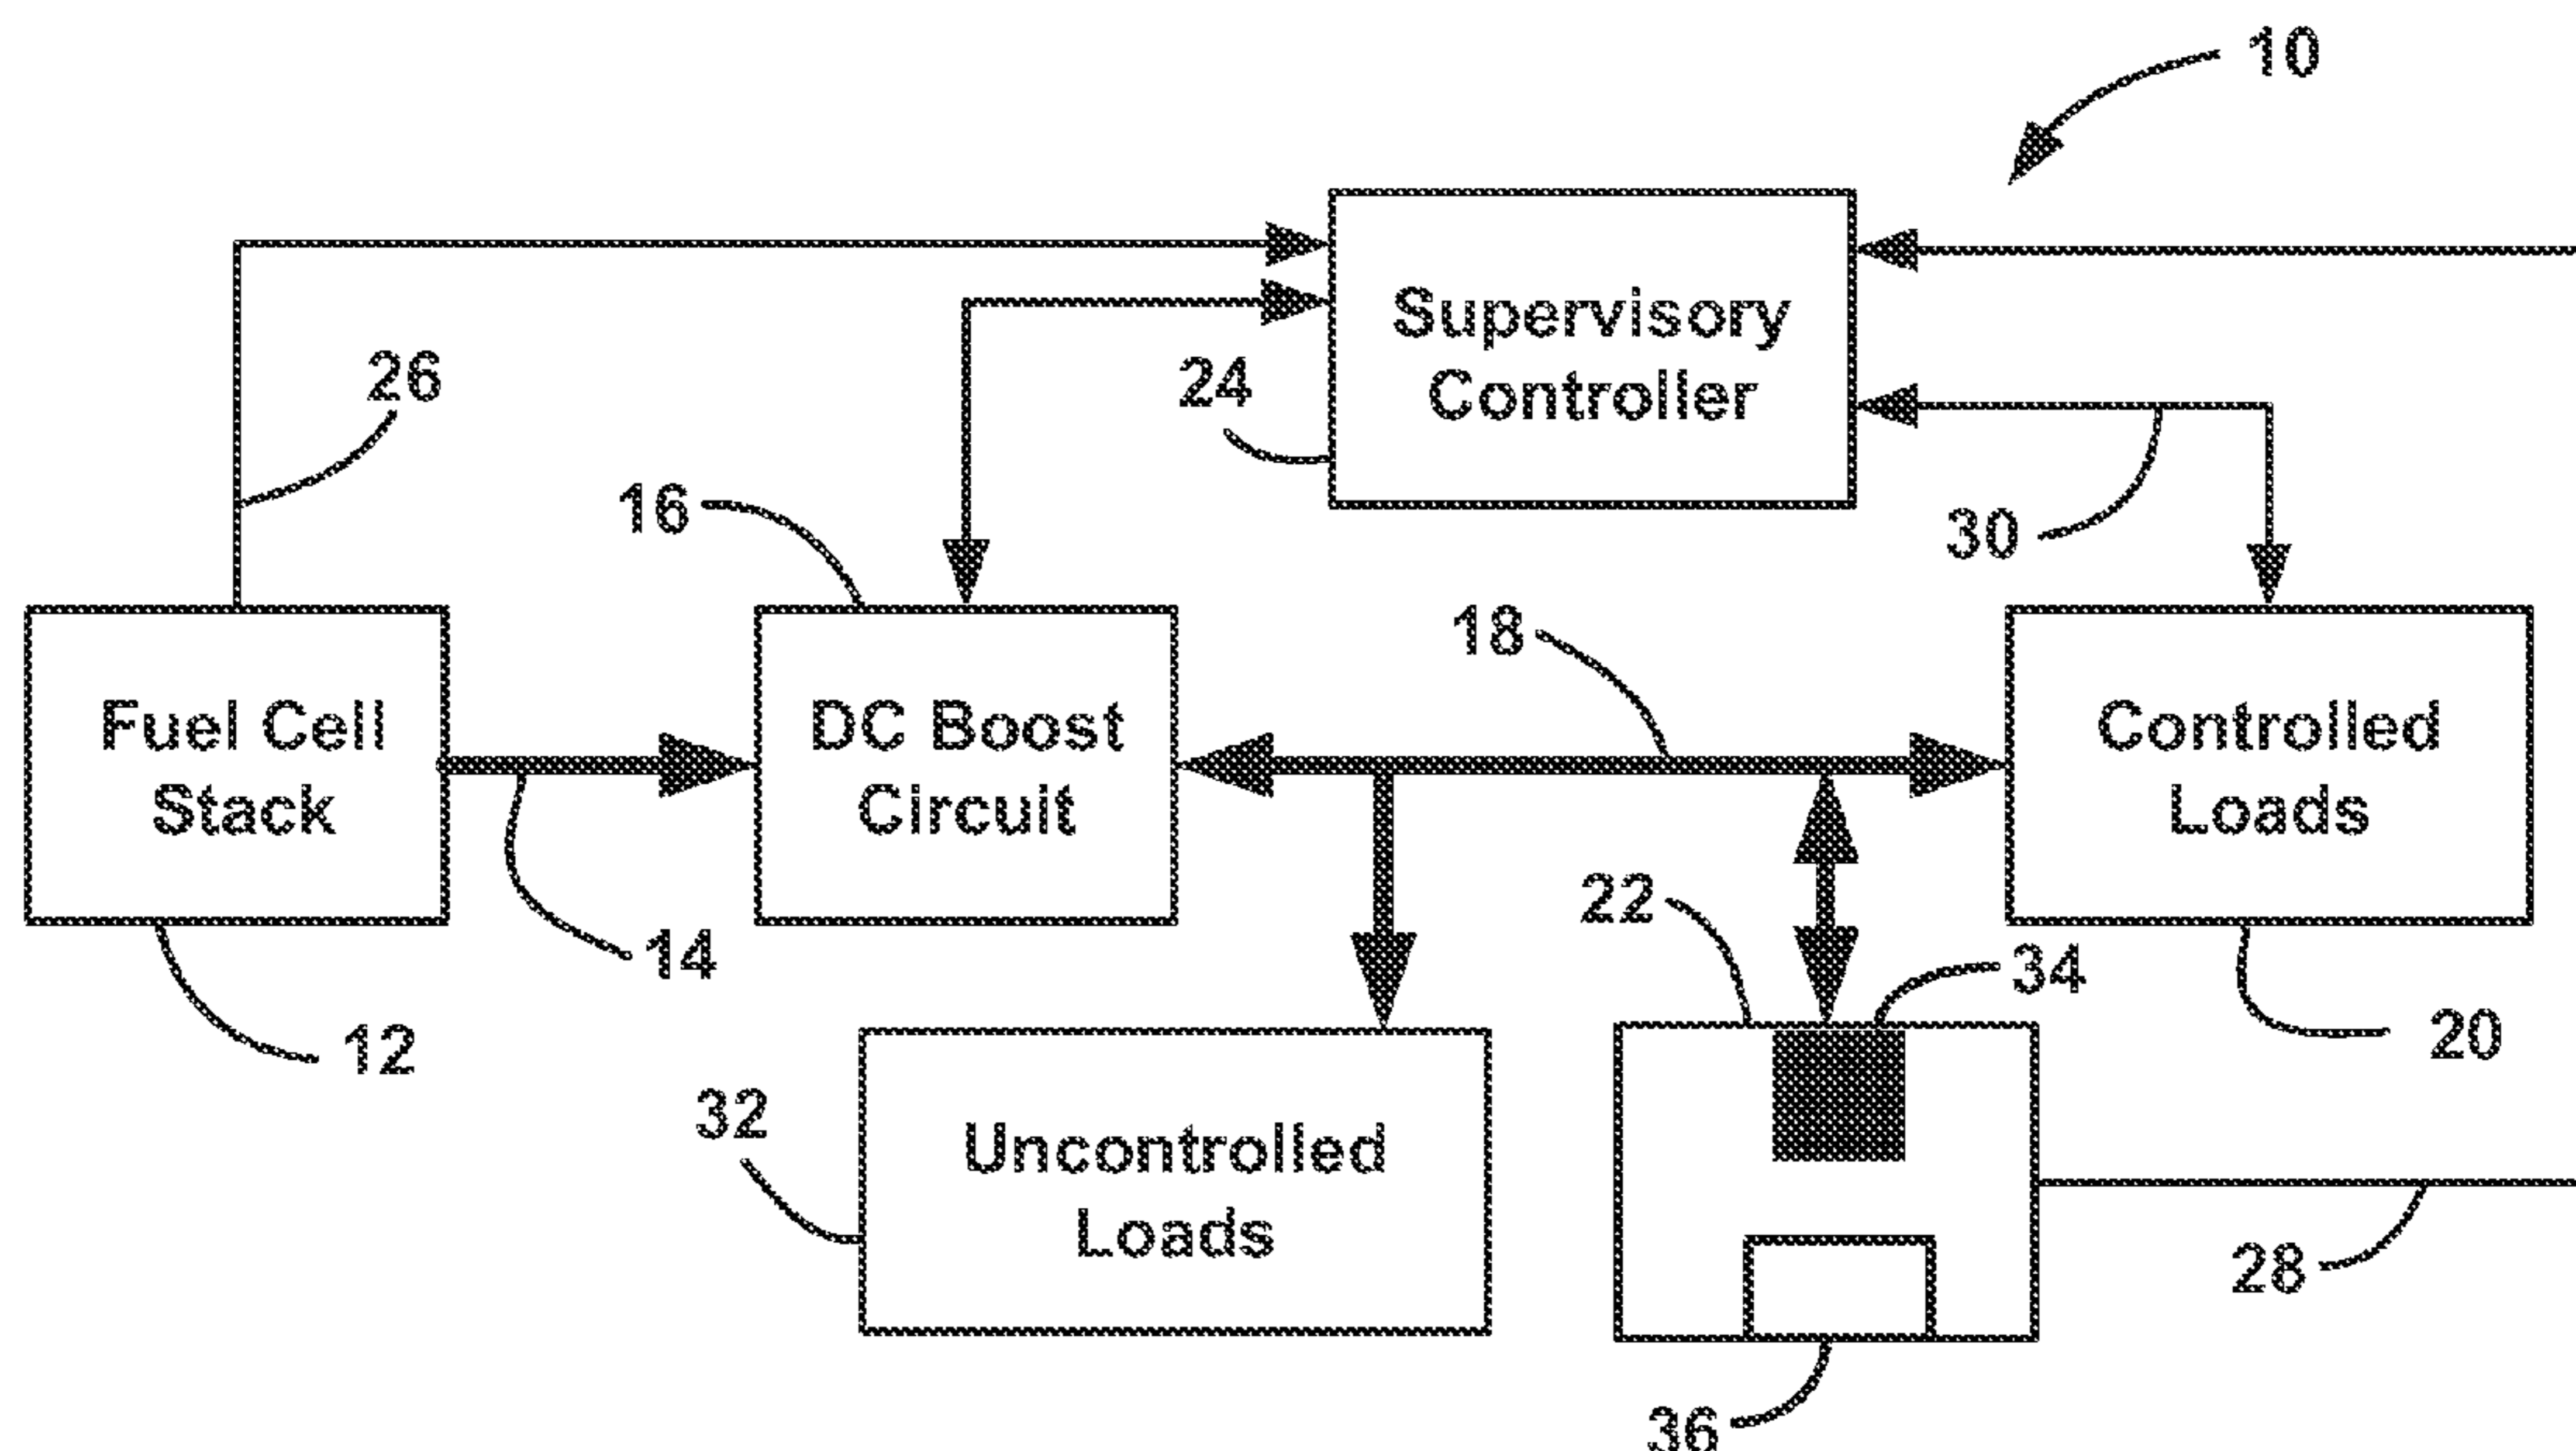 10
Supervisory
Controller
26
24
16
30
18
Fuel Cell
Stack
DC Boost
Circuit
Controlled
Loads
22
14
34
12
20
32
Uncontrolled
Loads
28
36